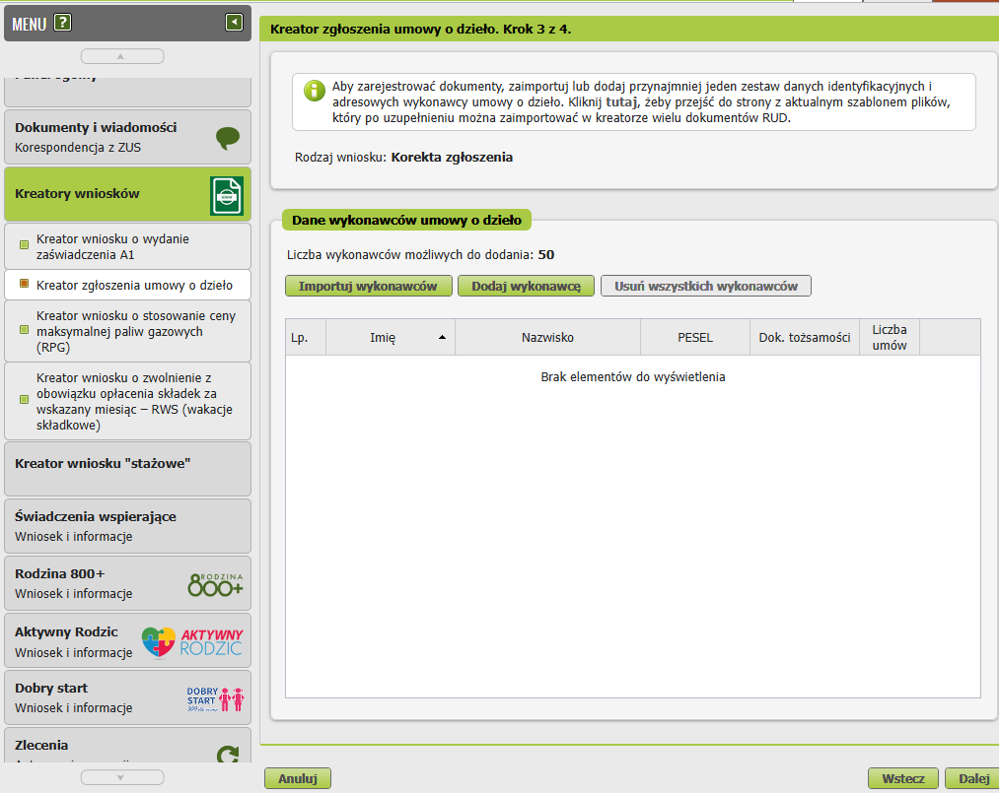 MENU ?
Dokumenty i wiadomości
Korespondencja z ZUS
Kreatory wniosków
www
Kreator wniosku o wydanie
zaświadczenia A1
Kreator zgłoszenia umowy o dzieło
Kreator wniosku o stosowanie ceny
maksymalnej paliw gazowych
(RPG)
Kreator wniosku o zwolnienie z
obowiązku opłacenia składek za
wskazany miesiąc – RWS (wakacje
składkowe)
Kreator wniosku "stażowe"
Świadczenia wspierające
Wniosek i informacje
Rodzina 800+
Wniosek i informacje
RODZINA
800+
Aktywny Rodzic
Wniosek i informacje
AKTYWNY
RODZIC
Dobry start
Wniosek i informacje
DOBRY
START
Zlecenia
Kreator zgłoszenia umowy o dzieło. Krok 3 z 4.
Aby zarejestrować dokumenty, zaimportuj lub dodaj przynajmniej jeden zestaw danych identyfikacyjnych i
adresowych wykonawcy umowy o dzieło. Kliknij tutaj, żeby przejść do strony z aktualnym szablonem plików,
który po uzupełnieniu można zaimportować w kreatorze wielu dokumentów RUD.
Rodzaj wniosku: Korekta zgłoszenia
Dane wykonawców umowy o dzieło
Liczba wykonawców możliwych do dodania: 50
Importuj wykonawców Dodaj wykonawcę Usuń wszystkich wykonawców
Lp. Imię Nazwisko PESEL Dok. tożsamości Liczba
umów
Brak elementów do wyświetlenia
Anuluj Wstecz Dalej